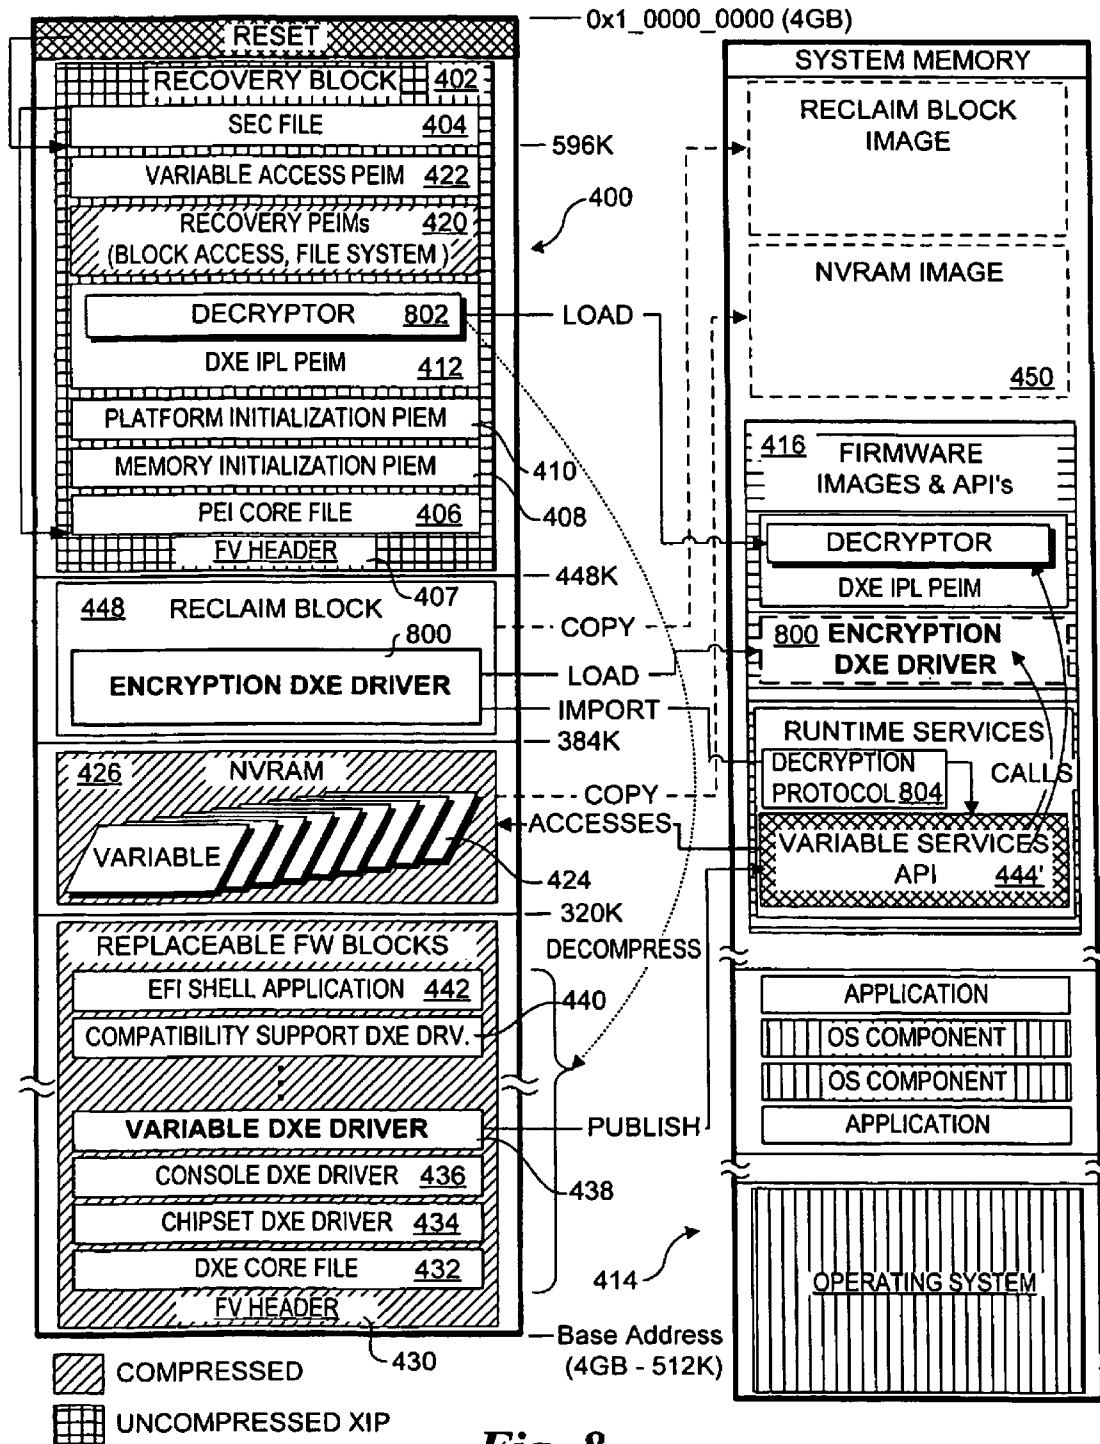 0x1_0000_0000 (4GB)
RESET
RECOVERY BLOCK 402
SEC FILE 404
596K
VARIABLE ACCESS PEIM 422
400
RECOVERY PEIMs 420
(BLOCK ACCESS, FILE SYSTEM )
DECRYPTOR 802
LOAD
DXE IPL PEIM 412
PLATFORM INITIALIZATION PIEM
410
MEMORY INITIALIZATION PIEM
408
PEI CORE FILE 406
FV HEADER
448K
407
448 RECLAIM BLOCK
COPY
800
ENCRYPTION DXE DRIVER
LOAD
IMPORT
384K
426 NVRAM
COPY
ACCESSES
VARIABLE
424
320K
REPLACEABLE FW BLOCKS
DECOMPRESS
EFI SHELL APPLICATION 442
440
COMPATIBILITY SUPPORT DXE DRV.
VARIABLE DXE DRIVER
PUBLISH
CONSOLE DXE DRIVER 436
438
CHIPSET DXE DRIVER 434
DXE CORE FILE 432
FV HEADER
430
Base Address
(4GB - 512K)
414
SYSTEM MEMORY
RECLAIM BLOCK
IMAGE
NVRAM IMAGE
450
416 FIRMWARE
IMAGES & API's
DECRYPTOR
DXE IPL PEIM
800 ENCRYPTION
DXE DRIVER
RUNTIME SERVICES
DECRYPTION
PROTOCOL 804
CALLS
VARIABLE SERVICES
API 444'
APPLICATION
OS COMPONENT
OS COMPONENT
APPLICATION
OPERATING SYSTEM
COMPRESSED
UNCOMPRESSED XIP
Fig. 8